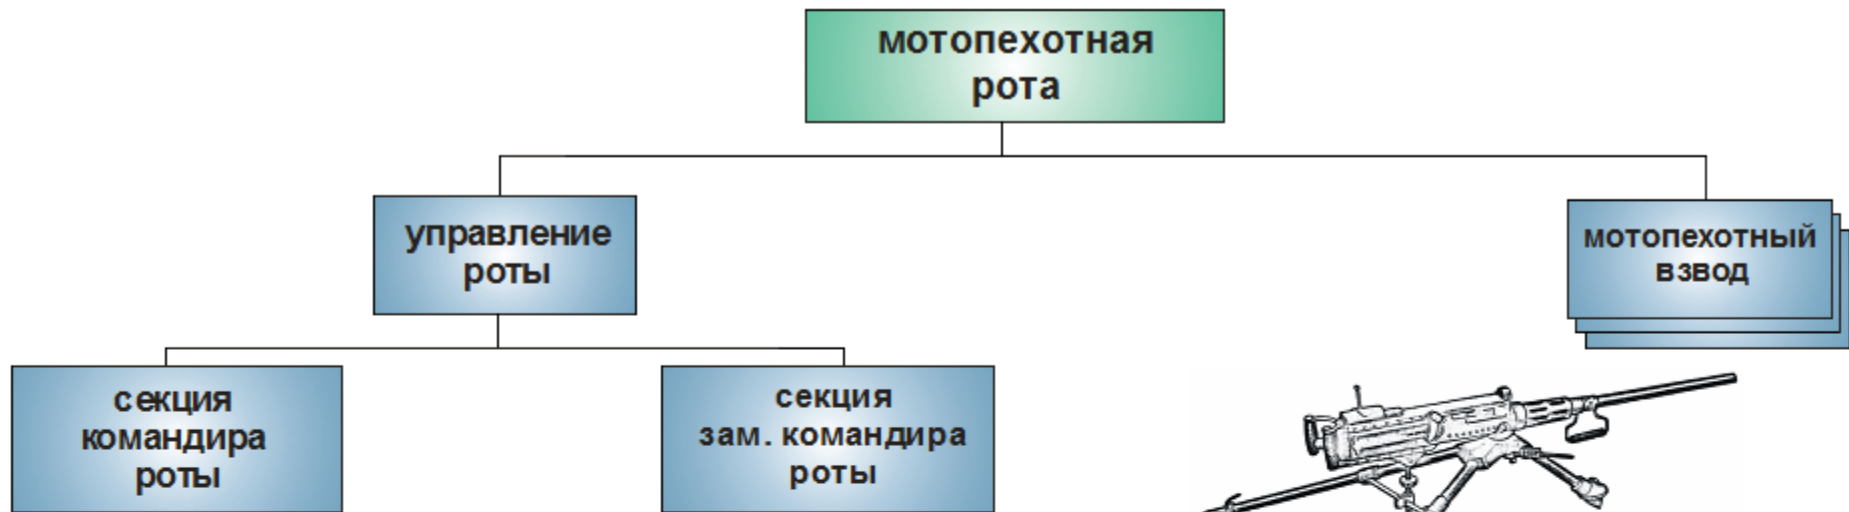 мотопехотная
рота
управление
роты
мотопехотный
взвод
секция
командира
роты
секция
зам. командира
роты